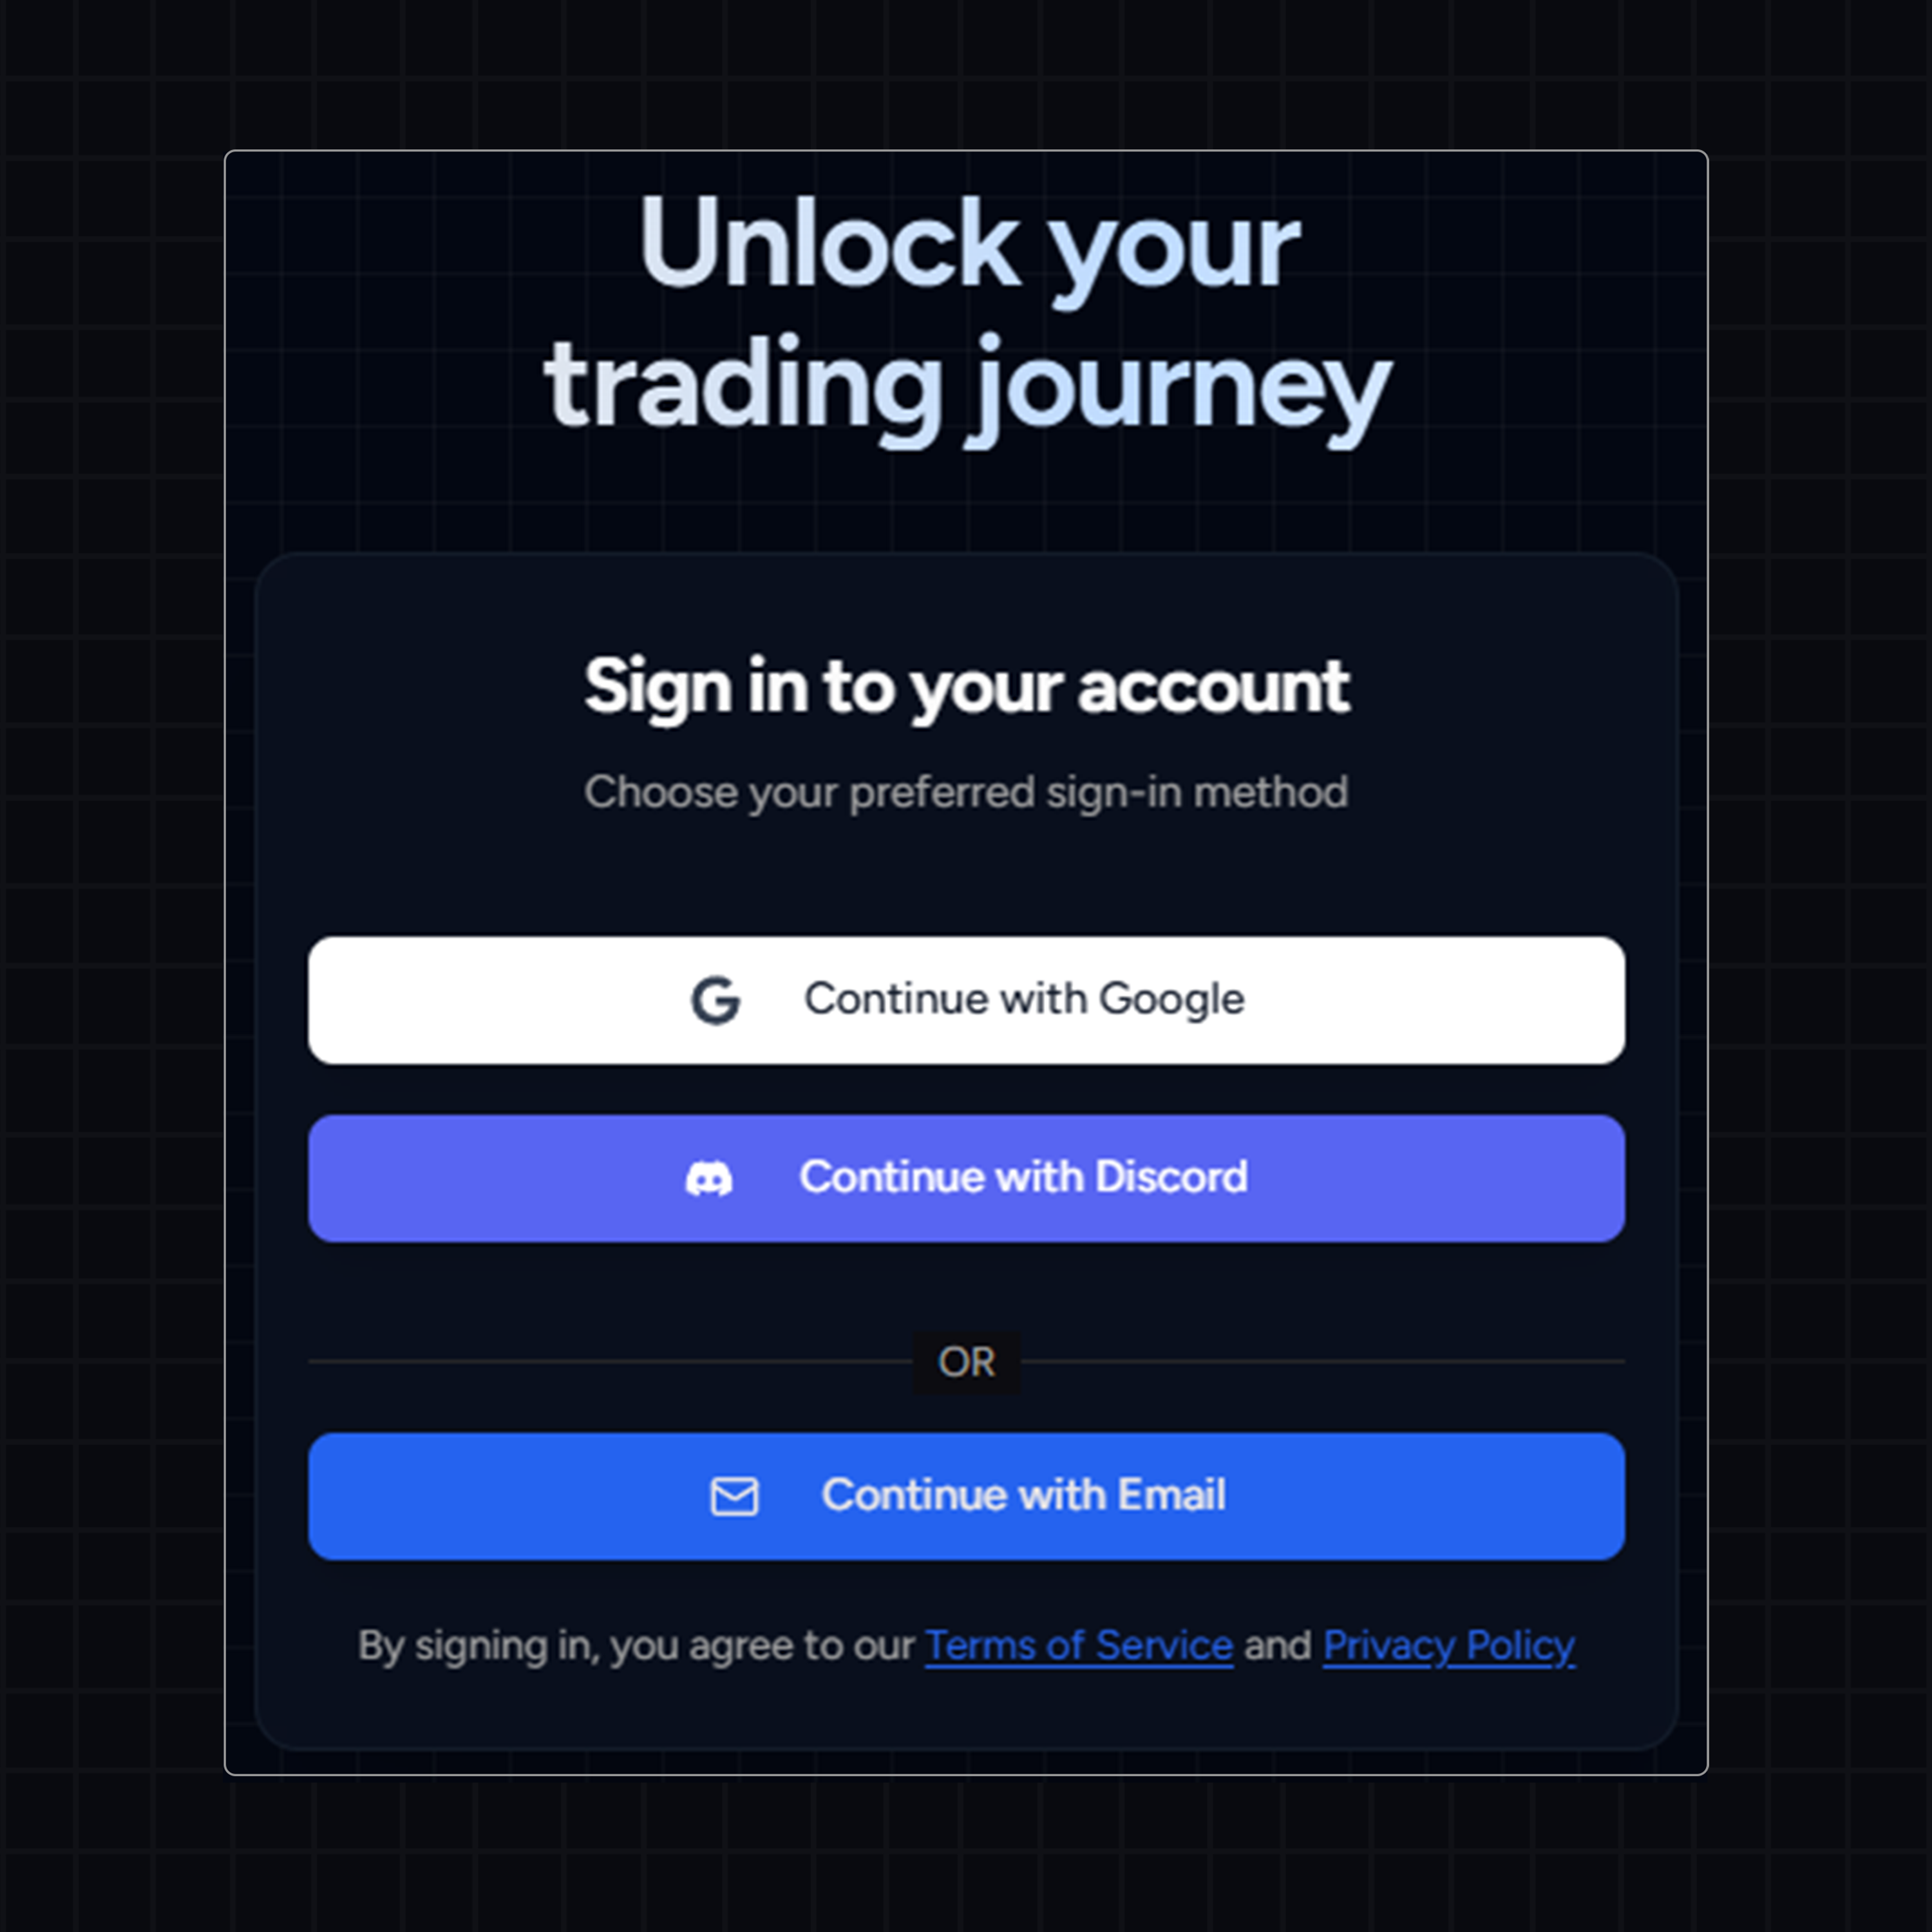 Unlock your
trading journey
Sign in to your account
Choose your preferred sign-in method
Continue with Google
Continue with Discord
OR
Continue with Email
By signing in, you agree to our Terms of Service and Privacy Policy